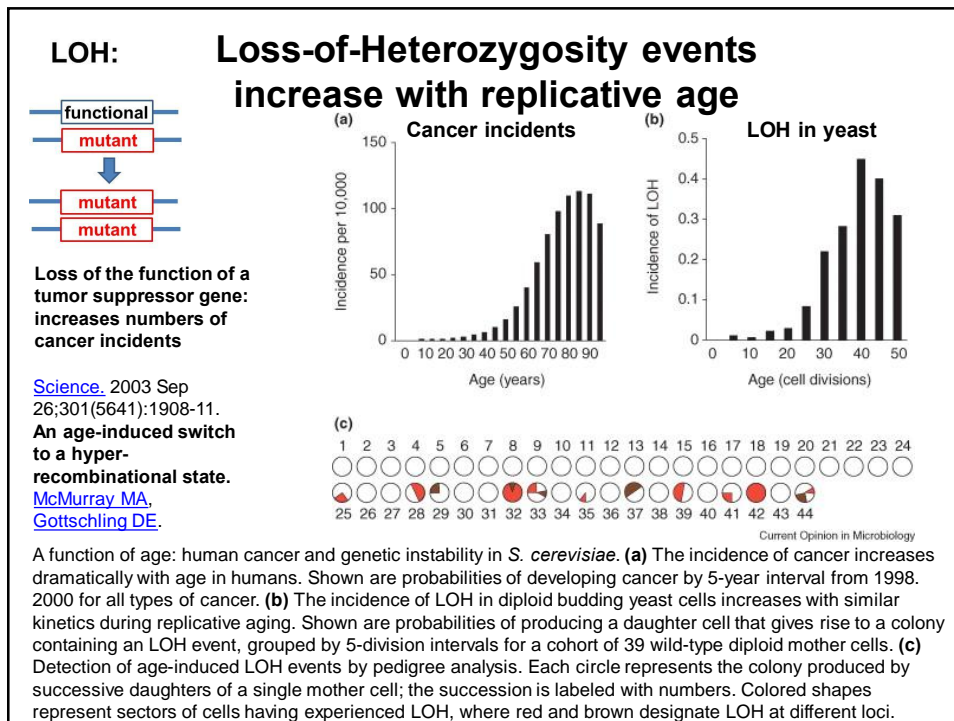 LOH:
Loss-of-Heterozygosity events
increase with replicative age
functional
mutant
mutant
mutant
Loss of the function of a
tumor suppressor gene:
increases numbers of
cancer incidents
Science. 2003 Sep
26;301(5641):1908-11.
An age-induced switch
to a hyper-
recombinational state.
McMurray MA,
Gottschling DE.
(a)
Cancer incidents
150
100
50
0
Incidence per 10,000
0 10 20 30 40 50 60 70 80 90
Age (years)
(b)
LOH in yeast
0.5
0.4
0.3
0.2
0.1
0
Incidence of LOH
0 10 20 30 40 50
Age (cell divisions)
(c)
1 2 3 4 5 6 7 8 9 10 11 12 13 14 15 16 17 18 20 21 22 23 24
25 26 27 28 29 30 31 32 33 34 35 36 37 38 39 40 41 42 44
Current Opinion in Microbiology
A function of age: human cancer and genetic instability in S. cerevisiae. (a) The incidence of cancer increases
dramatically with age in humans. Shown are probabilities of developing cancer by 5-year interval from 1998.
2000 for all types of cancer. (b) The incidence of LOH in diploid budding yeast cells increases with similar
kinetics during replicative aging. Shown are probabilities of producing a daughter cell that gives rise to a colony
containing an LOH event, grouped by 5-division intervals for a cohort of 39 wild-type diploid mother cells. (c)
Detection of age-induced LOH events by pedigree analysis. Each circle represents the colony produced by
successive daughters of a single mother cell; the succession is labeled with numbers. Colored shapes
represent sectors of cells having experienced LOH, where red and brown designate LOH at different loci.